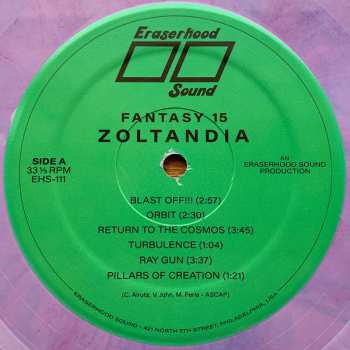 Eraserhood
Sound
FANTASY 15
ZOLTANDIA
SIDE A
33 ⅓ RPM
EHS-111
AN
ERASERHOOD SOUND
PRODUCTION
BLAST OFF!!! (2:57)
ORBIT (2:30)
RETURN TO THE COSMOS (3:45)
TURBULENCE (1:04)
RAY GUN (3:37)
PILLARS OF CREATION (1:21)
(C. Alrutz, V. John, M. Perla - ASCAP)
ERASERHOOD SOUND • 421 NORTH 7TH STREET, PHILADELPHIA, USA